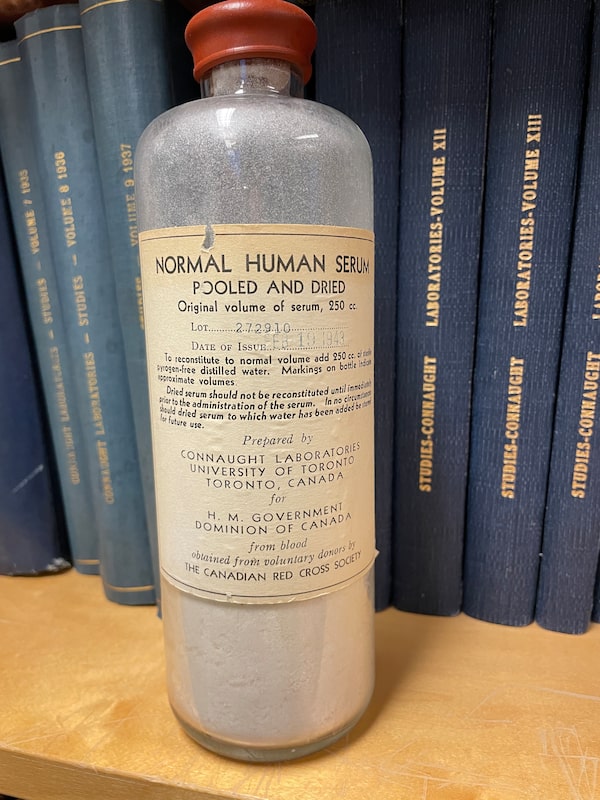 NORMAL HUMAN SERUM
POOLED AND DRIED
Original volume of serum, 250 cc.
LOT 272910
DATE OF ISSUE FEB 10 1943
To reconstitute to normal volume add 250 cc. of
pyrogen-free distilled water. Markings on bottle indicate
approximate volumes.
Dried serum should not be reconstituted until immediately
prior to the administration of the serum. In no circumstances
should dried serum to which water has been added be
for future use.
Prepared by
CONNAUGHT LABORATORIES
UNIVERSITY OF TORONTO
TORONTO, CANADA
for
H. M. GOVERNMENT
DOMINION OF CANADA
from blood
obtained from voluntary donors by
THE CANADIAN RED CROSS SOCIETY
CONNAUGHT LABORATORIES — STUDIES — VOLUME 7 1935
CONNAUGHT LABORATORIES — STUDIES — VOLUME 8 1936
VOLUME 9 1937
STUDIES-CONNAUGHT LABORATORIES-VOLUME XII
STUDIES-CONNAUGHT LABORATORIES-VOLUME XIII
STUDIES-CONNAUGHT